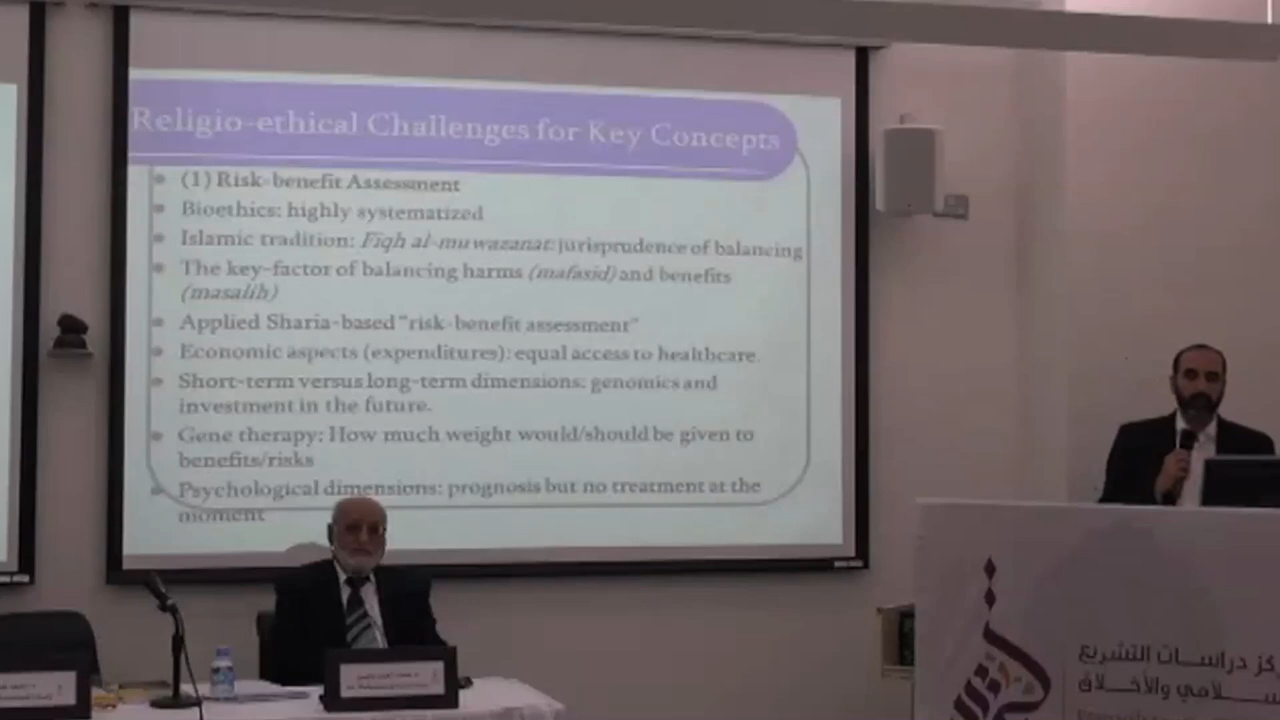 Religio-ethical Challenges for Key Concepts
(1) Risk-benefit Assessment
Bioethics: highly systematized
Islamic tradition: Fiqh al-muwazanat: jurisprudence of balancing
The key-factor of balancing harms (mafasid) and benefits
(masalih)
Applied Sharia-based "risk-benefit assessment"
Economic aspects (expenditures): equal access to healthcare.
Short-term versus long-term dimensions: genomics and
investment in the future.
Gene therapy: How much weight would/should be given to
benefits/risks
Psychological dimensions: prognosis but no treatment at the
moment
كز دراسات التشريع
سلامي والأخلاق